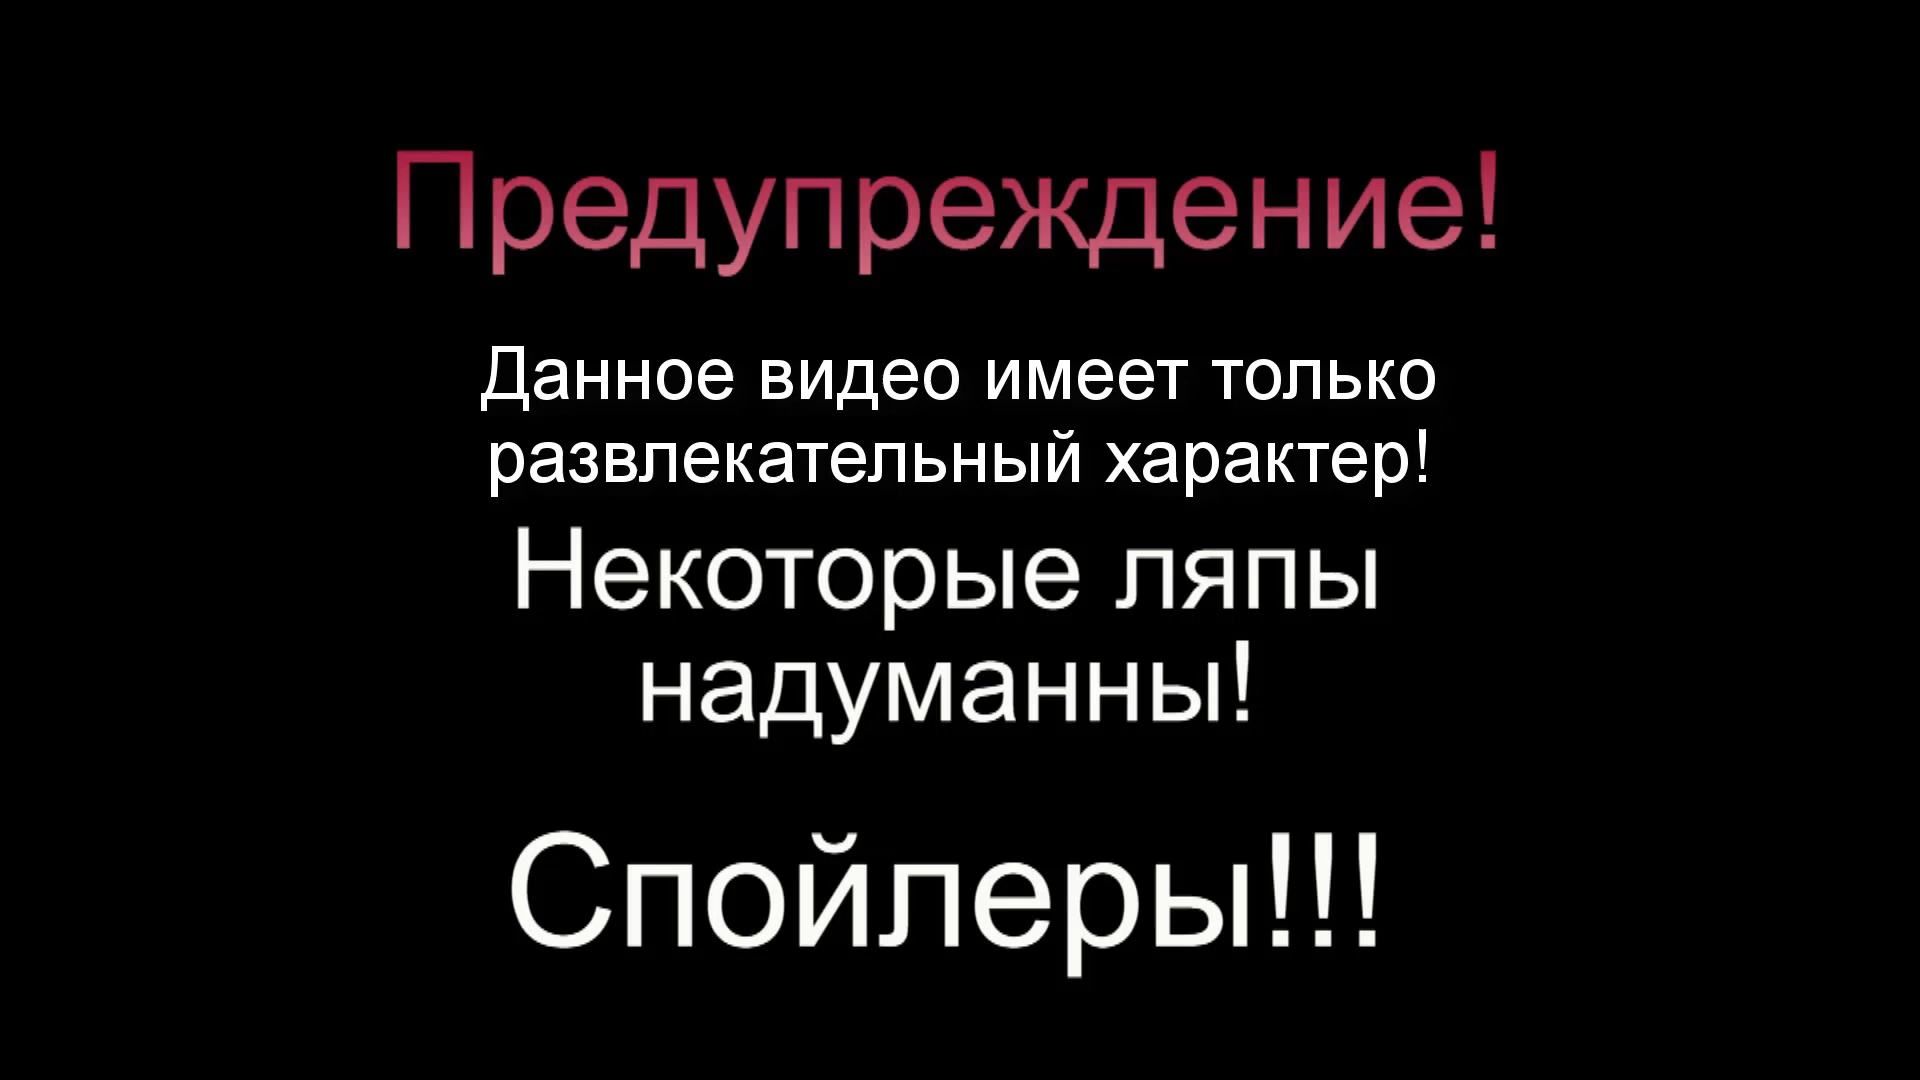 Предупреждение!
Данное видео имеет только
развлекательный характер!
Некоторые ляпы
надуманны!
Спойлеры!!!